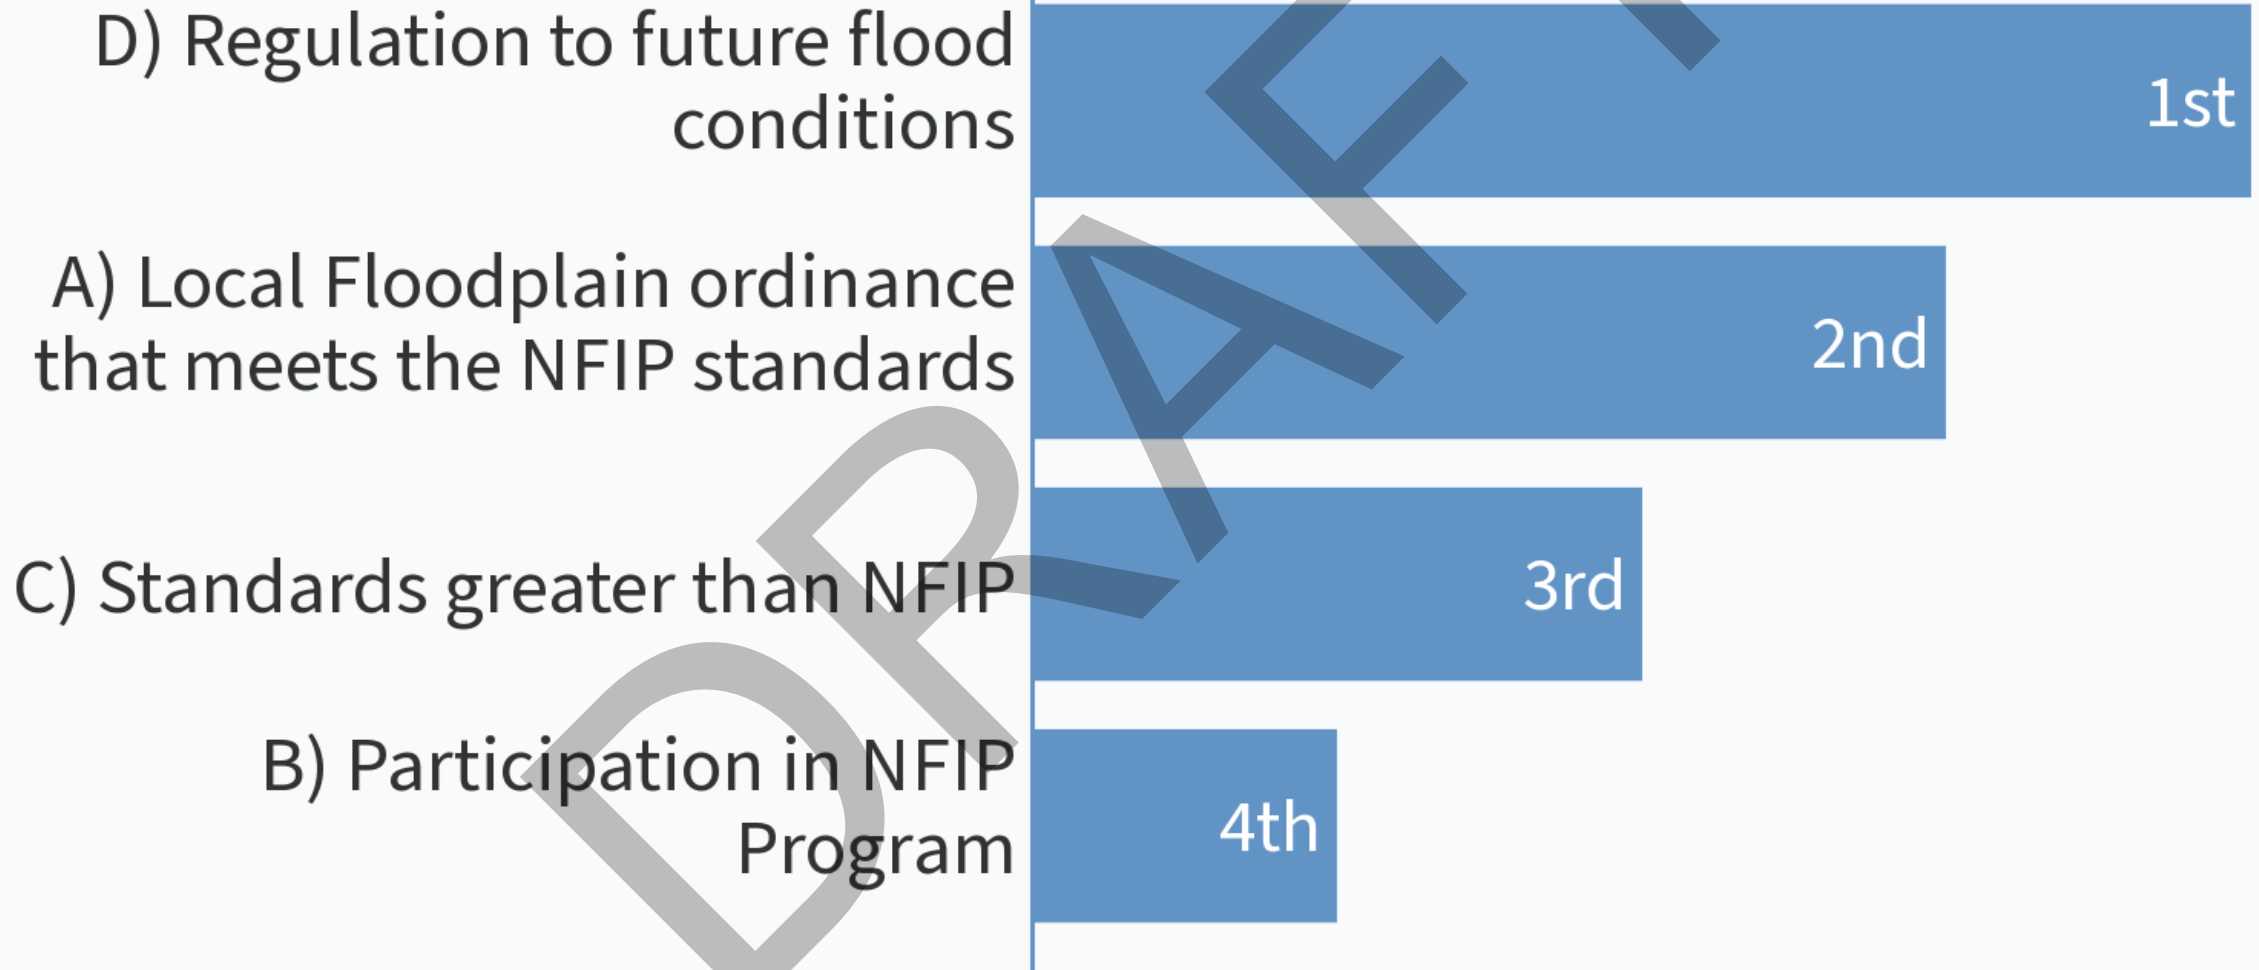 D) Regulation to future flood
conditions
1st
A) Local Floodplain ordinance
that meets the NFIP standards
2nd
C) Standards greater than NFIP
3rd
B) Participation in NFIP
Program
4th
DRAFT